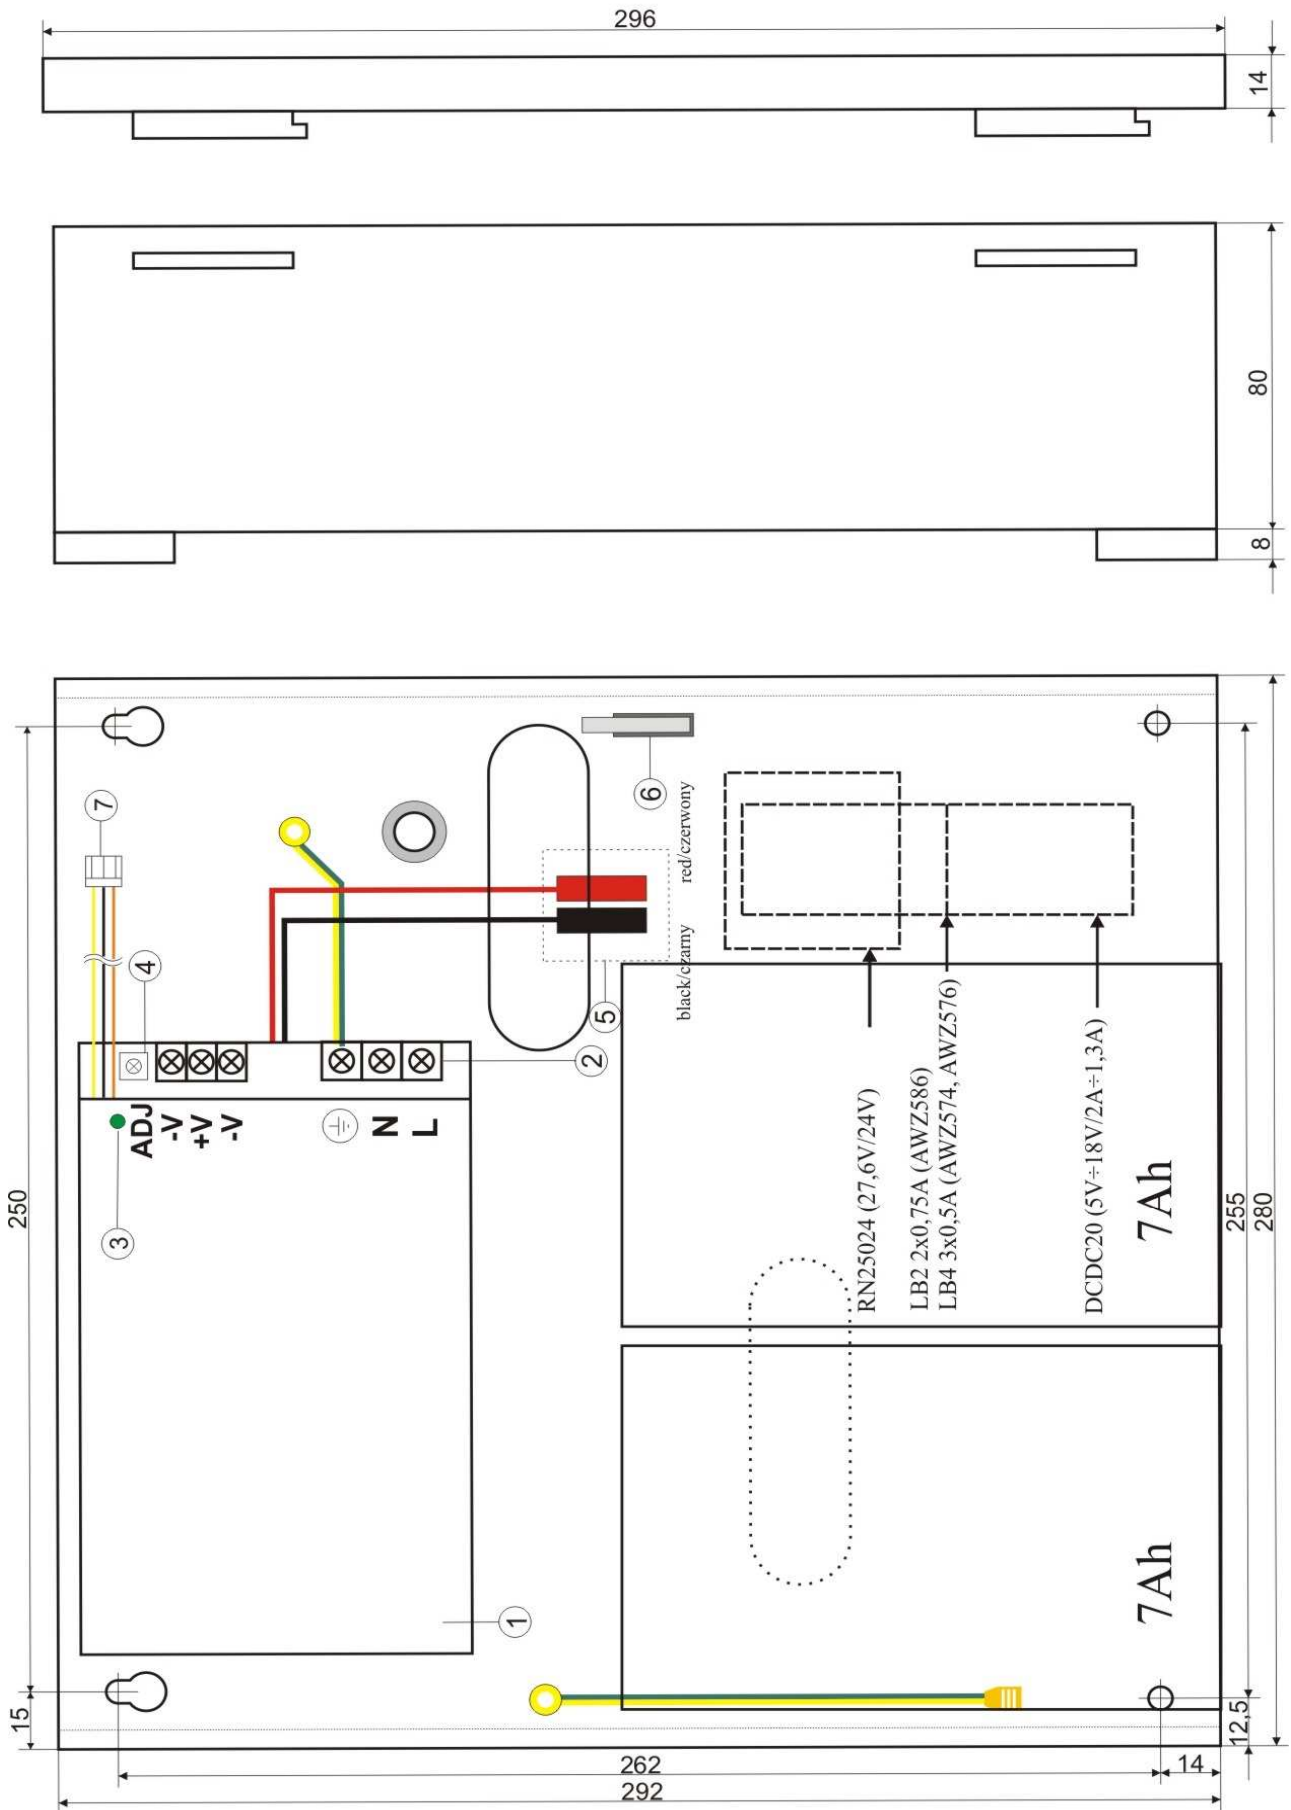 296
14
80
8
7
6
red/czerwony
4
black/czarny
5
2
ADJ
-V
+V
-V
N
L
3
250
RN25024 (27,6V/24V)
LB2 2x0,75A (AWZ586)
LB4 3x0,5A (AWZ574, AWZ576)
DCDC20 (5V÷18V/2A÷1,3A)
7Ah
255
280
7Ah
1
15
12,5
262
14
292